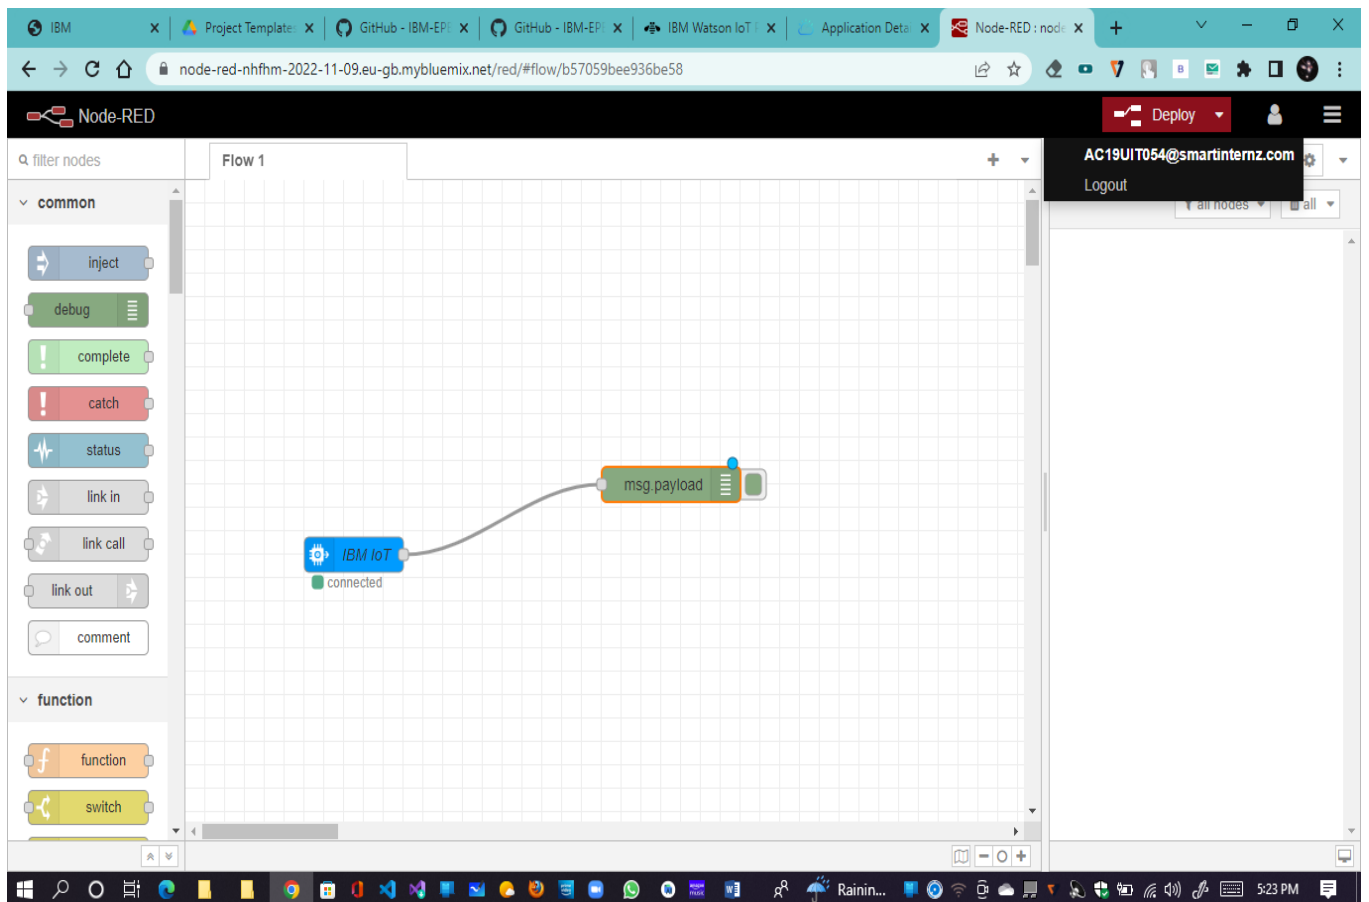 IBM
Project Template
GitHub - IBM-EP
GitHub - IBM-EP
IBM Watson IoT
Application Deta
Node-RED : node
node-red-nhfhm-2022-11-09.eu-gb.mybluemix.net/red/#flow/b57059bee936be58
Node-RED
Deploy
filter nodes
Flow 1
AC19UIT054@smartinternz.com
Logout
all nodes
all
common
inject
debug
complete
catch
status
link in
link call
link out
comment
function
function
switch
msg.payload
IBM IoT
connected
Rainin...
5:23 PM